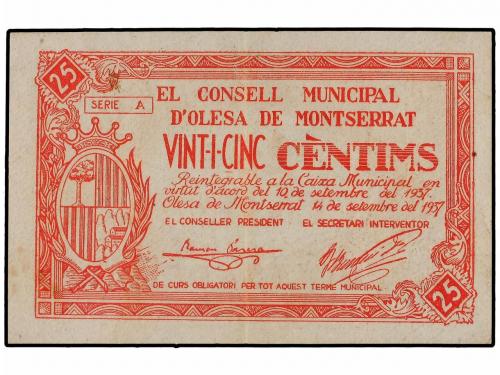 25
SERIE A
EL CONSELL MUNICIPAL
D'OLESA DE MONTSERRAT
VINT-I-CINC CÈNTIMS
Reintegrable a la Caixa Municipal en
virtut d'acord del 10 de setembre del 1937.
Olesa de Montserrat 14 de setembre del 1937
EL CONSELLER PRESIDENT EL SECRETARI INTERVENTOR
DE CURS OBLIGATORI PER TOT AQUEST TERME MUNICIPAL
25